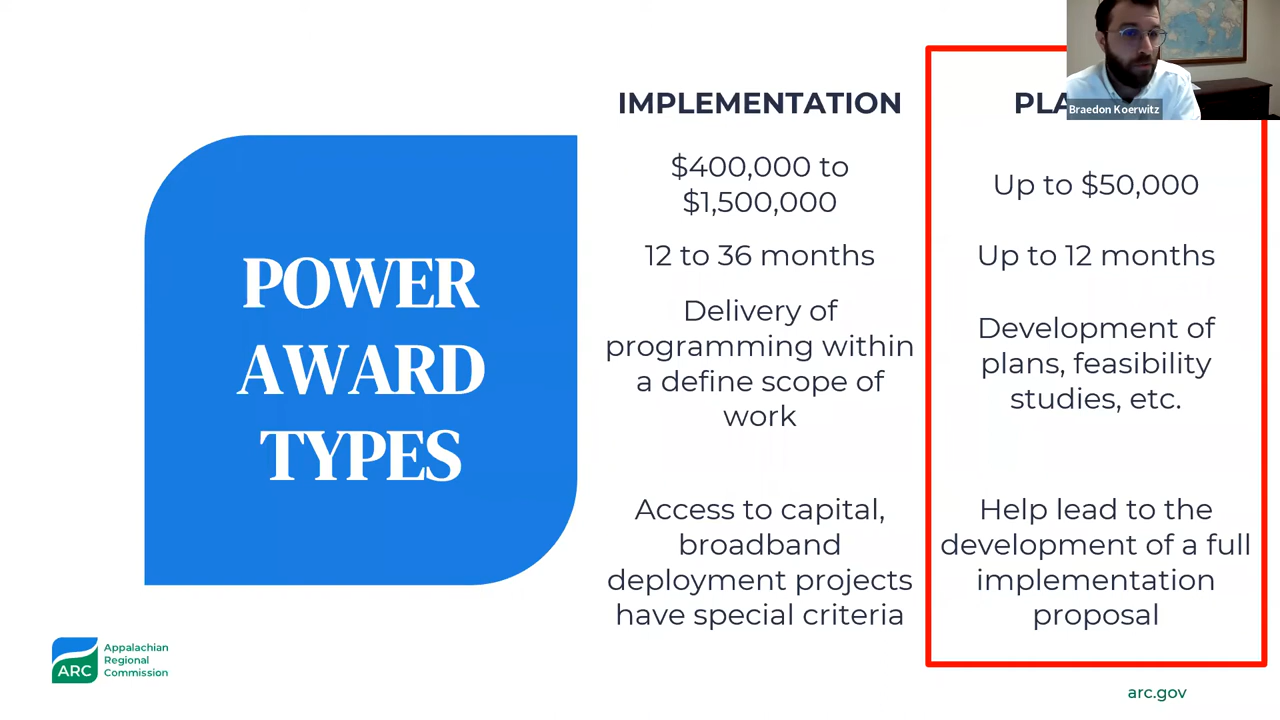 POWER
AWARD
TYPES
IMPLEMENTATION
$400,000 to
$1,500,000
12 to 36 months
Delivery of
programming within
a define scope of
work
Access to capital,
broadband
deployment projects
have special criteria
Up to $50,000
Up to 12 months
Development of
plans, feasibility
studies, etc.
Help lead to the
development of a full
implementation
proposal
Braedon Koerwitz
ARC
Appalachian
Regional
Commission
arc.gov